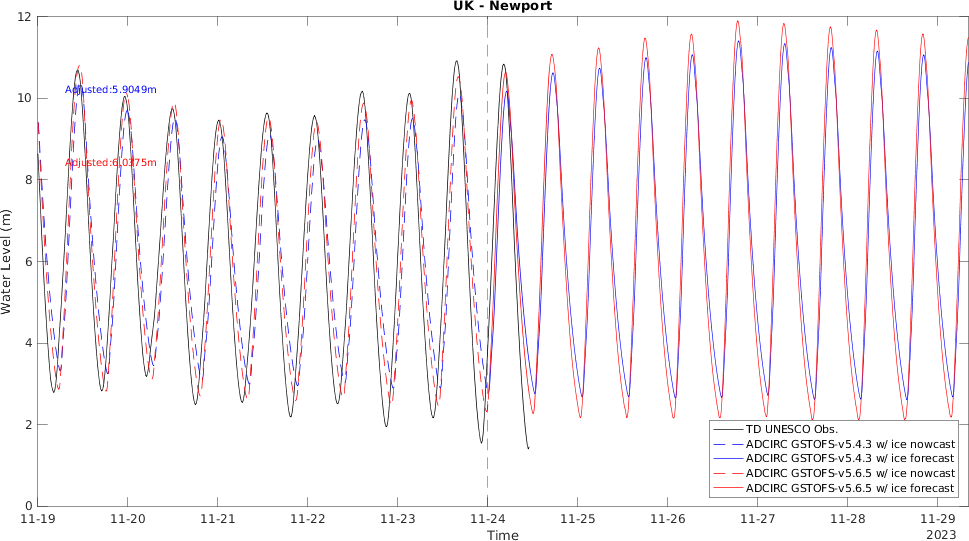 UK - Newport
12
10
8
6
4
2
0
Water Level (m)
Adjusted:5.9049m
Adjusted:6.0375m
TD UNESCO Obs.
ADCIRC GSTOFS-v5.4.3 w/ ice nowcast
ADCIRC GSTOFS-v5.4.3 w/ ice forecast
ADCIRC GSTOFS-v5.6.5 w/ ice nowcast
ADCIRC GSTOFS-v5.6.5 w/ ice forecast
11-19 11-20 11-21 11-22 11-23 11-24 11-25 11-26 11-27 11-28 11-29
Time
2023